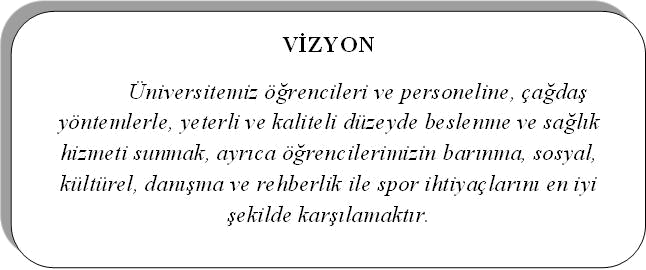 VİZYON
Üniversitemiz öğrencileri ve personeline, çağdaş
yöntemlerle, yeterli ve kaliteli düzeyde beslenme ve sağlık
hizmeti sunmak, ayrıca öğrencilerimizin barınma, sosyal,
kültürel, danışma ve rehberlik ile spor ihtiyaçlarını en iyi
şekilde karşılamaktır.